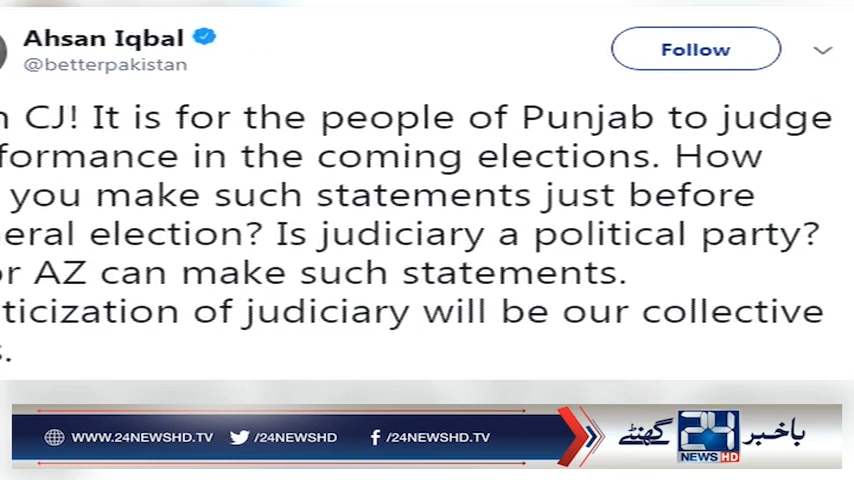 Ahsan Iqbal
@betterpakistan
Follow
CJ! It is for the people of Punjab to judge
formance in the coming elections. How
you make such statements just before
eral election? Is judiciary a political party?
or AZ can make such statements.
ticization of judiciary will be our collective
.
WWW.24NEWSHD.TV /24NEWSHD /24NEWSHD
باخبر 24 گھنٹے
NEWS HD